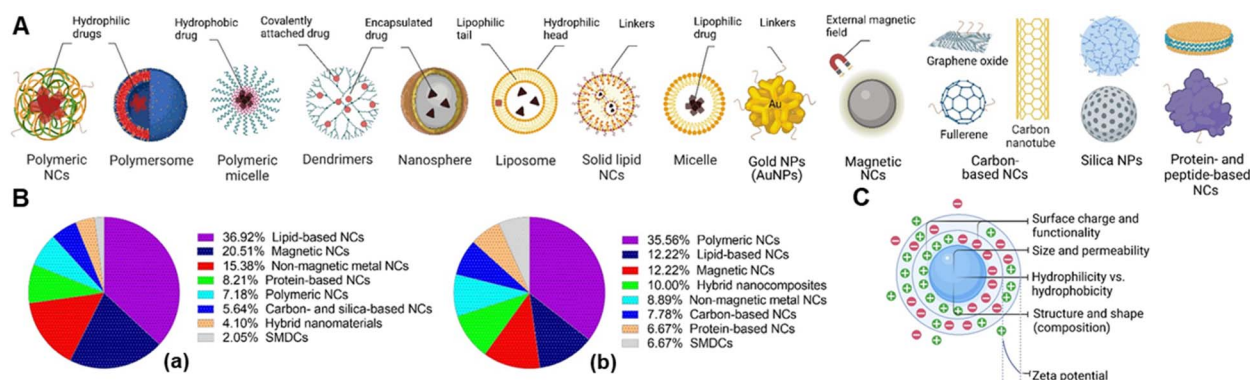 A
Hydrophilic
drugs
Hydrophobic
drug
Covalently
attached drug
Encapsulated
drug
Lipophilic
tail
Hydrophilic
head
Linkers
Lipophilic
drug
Linkers
External magnetic
field
Graphene oxide
Au
Fullerene
Carbon
nanotube
Polymeric
NCs
Polymersome
Polymeric
micelle
Dendrimers
Nanosphere
Liposome
Solid lipid
NCs
Micelle
Gold NPs
(AuNPs)
Magnetic
NCs
Carbon-
based NCs
Silica NPs
Protein- and
peptide-based
NCs
B
36.92% Lipid-based NCs
20.51% Magnetic NCs
15.38% Non-magnetic metal NCs
8.21% Protein-based NCs
7.18% Polymeric NCs
5.64% Carbon- and silica-based NCs
4.10% Hybrid nanomaterials
2.05% SMDCs
(a)
35.56% Polymeric NCs
12.22% Lipid-based NCs
12.22% Magnetic NCs
10.00% Hybrid nanocomposites
8.89% Non-magnetic metal NCs
7.78% Carbon-based NCs
6.67% Protein-based NCs
6.67% SMDCs
(b)
C
Surface charge and
functionality
Size and permeability
Hydrophilicity vs.
hydrophobicity
Structure and shape
(composition)
Zeta potential